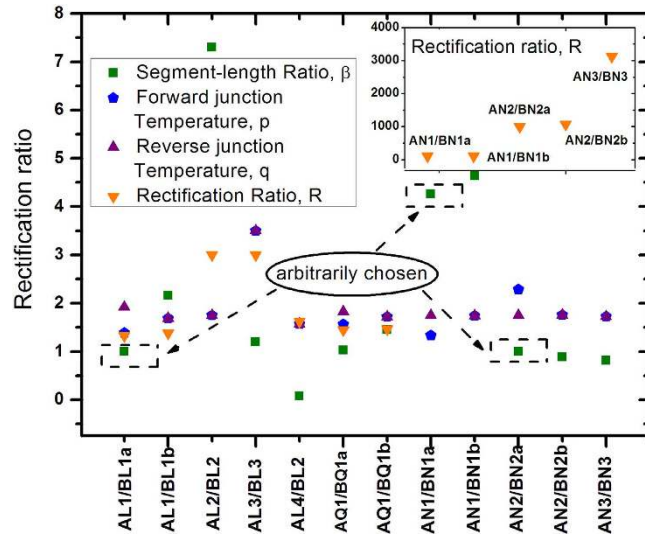 8
7
6
5
4
3
2
1
0
Rectification ratio
Segment-length Ratio, β
Forward junction
Temperature, p
Reverse junction
Temperature, q
Rectification Ratio, R
4000
3000
2000
1000
0
Rectification ratio, R
AN3/BN3
AN2/BN2a
AN1/BN1a
AN2/BN2b
AN1/BN1b
arbitrarily chosen
AL1/BL1a
AL1/BL1b
AL2/BL2
AL3/BL3
AL4/BL2
AQ1/BQ1a
AQ1/BQ1b
AN1/BN1a
AN1/BN1b
AN2/BN2a
AN2/BN2b
AN3/BN3